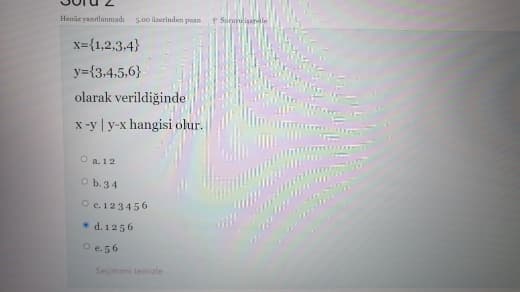 Soru 2
Henüz yanıtlanmadı 5,00 üzerinden puan Soruyu işaretle
x={1,2,3,4}
y={3,4,5,6}
olarak verildiğinde
x -y | y-x hangisi olur.
a. 1 2
b. 3 4
c. 1 2 3 4 5 6
d. 1 2 5 6
e. 5 6
Seçimimi temizle